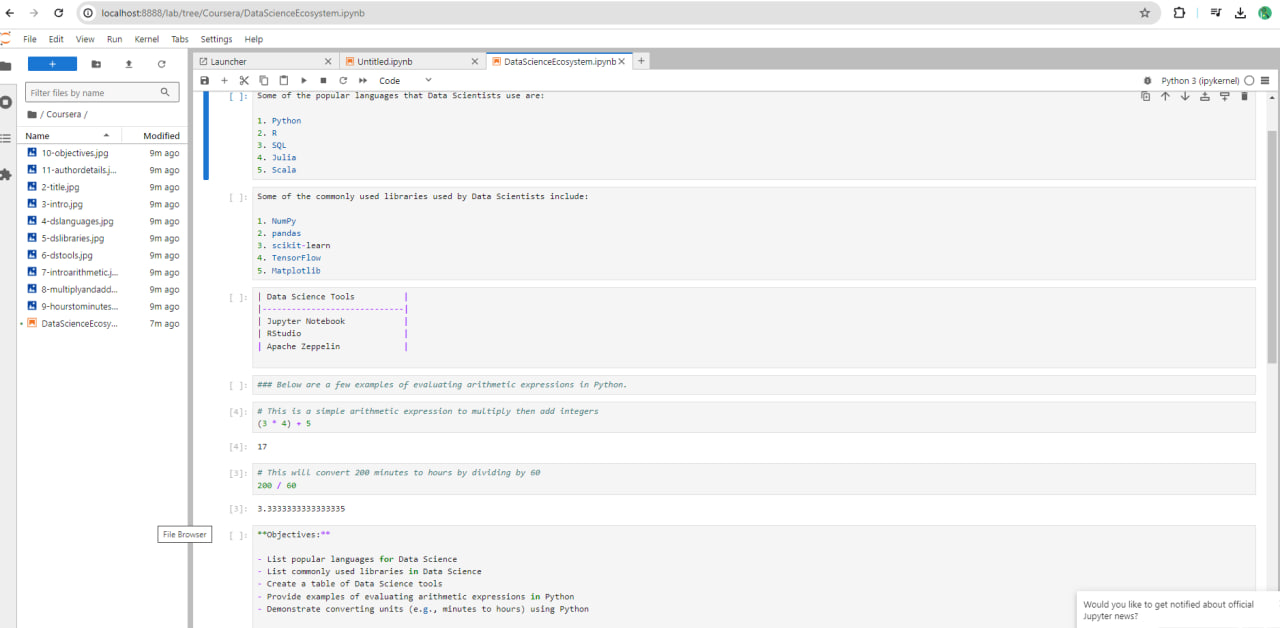 localhost:8888/lab/tree/Coursera/DataScienceEcosystem.ipynb
File Edit View Run Kernel Tabs Settings Help
+
Filter files by name
/ Coursera /
Name Modified
10-objectives.jpg 9m ago
11-authordetails.j... 9m ago
2-title.jpg 9m ago
3-intro.jpg 9m ago
4-dslanguages.jpg 9m ago
5-dslibraries.jpg 9m ago
6-dstools.jpg 9m ago
7-introarithmetic.j... 9m ago
8-multiplyandadd... 9m ago
9-hourstominutes... 9m ago
DataScienceEcosy... 7m ago
File Browser
Launcher Untitled.ipynb DataScienceEcosystem.ipynb
Code Python 3 (ipykernel)
[ ]: Some of the popular languages that Data Scientists use are:
1. Python
2. R
3. SQL
4. Julia
5. Scala
[ ]: Some of the commonly used libraries used by Data Scientists include:
1. NumPy
2. pandas
3. scikit-learn
4. TensorFlow
5. Matplotlib
[ ]: | Data Science Tools |
|-----------------------------|
| Jupyter Notebook |
| RStudio |
| Apache Zeppelin |
[ ]: ### Below are a few examples of evaluating arithmetic expressions in Python.
[4]: # This is a simple arithmetic expression to multiply then add integers
(3 * 4) + 5
[4]: 17
[3]: # This will convert 200 minutes to hours by dividing by 60
200 / 60
[3]: 3.3333333333333335
[ ]: **Objectives:**
- List popular languages for Data Science
- List commonly used libraries in Data Science
- Create a table of Data Science tools
- Provide examples of evaluating arithmetic expressions in Python
- Demonstrate converting units (e.g., minutes to hours) using Python
Would you like to get notified about official
Jupyter news?